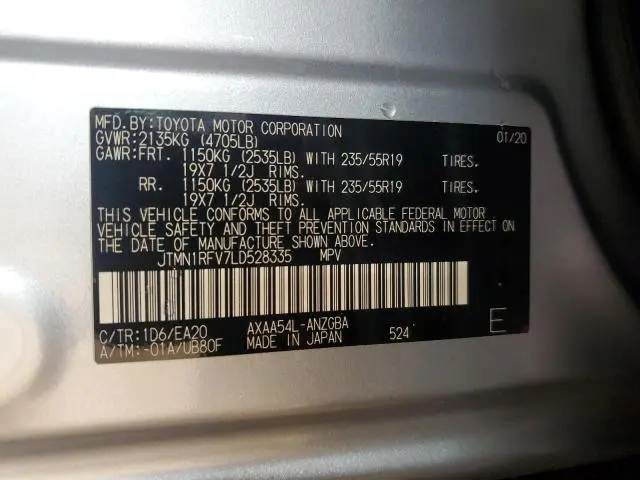 MFD.BY:TOYOTA MOTOR CORPORATION 01/20
GVWR:2135KG (4705LB)
GAWR:FRT. 1150KG (2535LB) WITH 235/55R19 TIRES.
19X7 1/2J RIMS.
RR. 1150KG (2535LB) WITH 235/55R19 TIRES.
19X7 1/2J RIMS.
THIS VEHICLE CONFORMS TO ALL APPLICABLE FEDERAL MOTOR
VEHICLE SAFETY AND THEFT PREVENTION STANDARDS IN EFFECT ON
THE DATE OF MANUFACTURE SHOWN ABOVE.
JTMN1RFV7LD528335 MPV
C/TR:1D6/EA20 AXAA54L-ANZGBA E
A/TM:-01A/UB80F MADE IN JAPAN 524